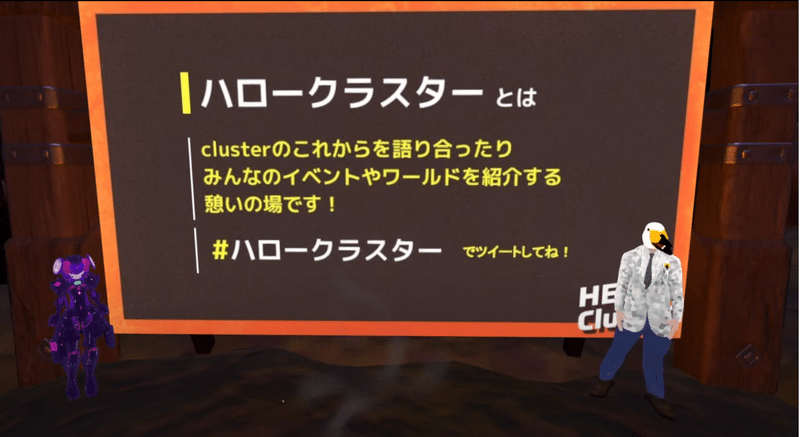 ハロークラスターとは
clusterのこれからを語り合ったり
みんなのイベントやワールドを紹介する
憩いの場です！
#ハロークラスター でツイートしてね！